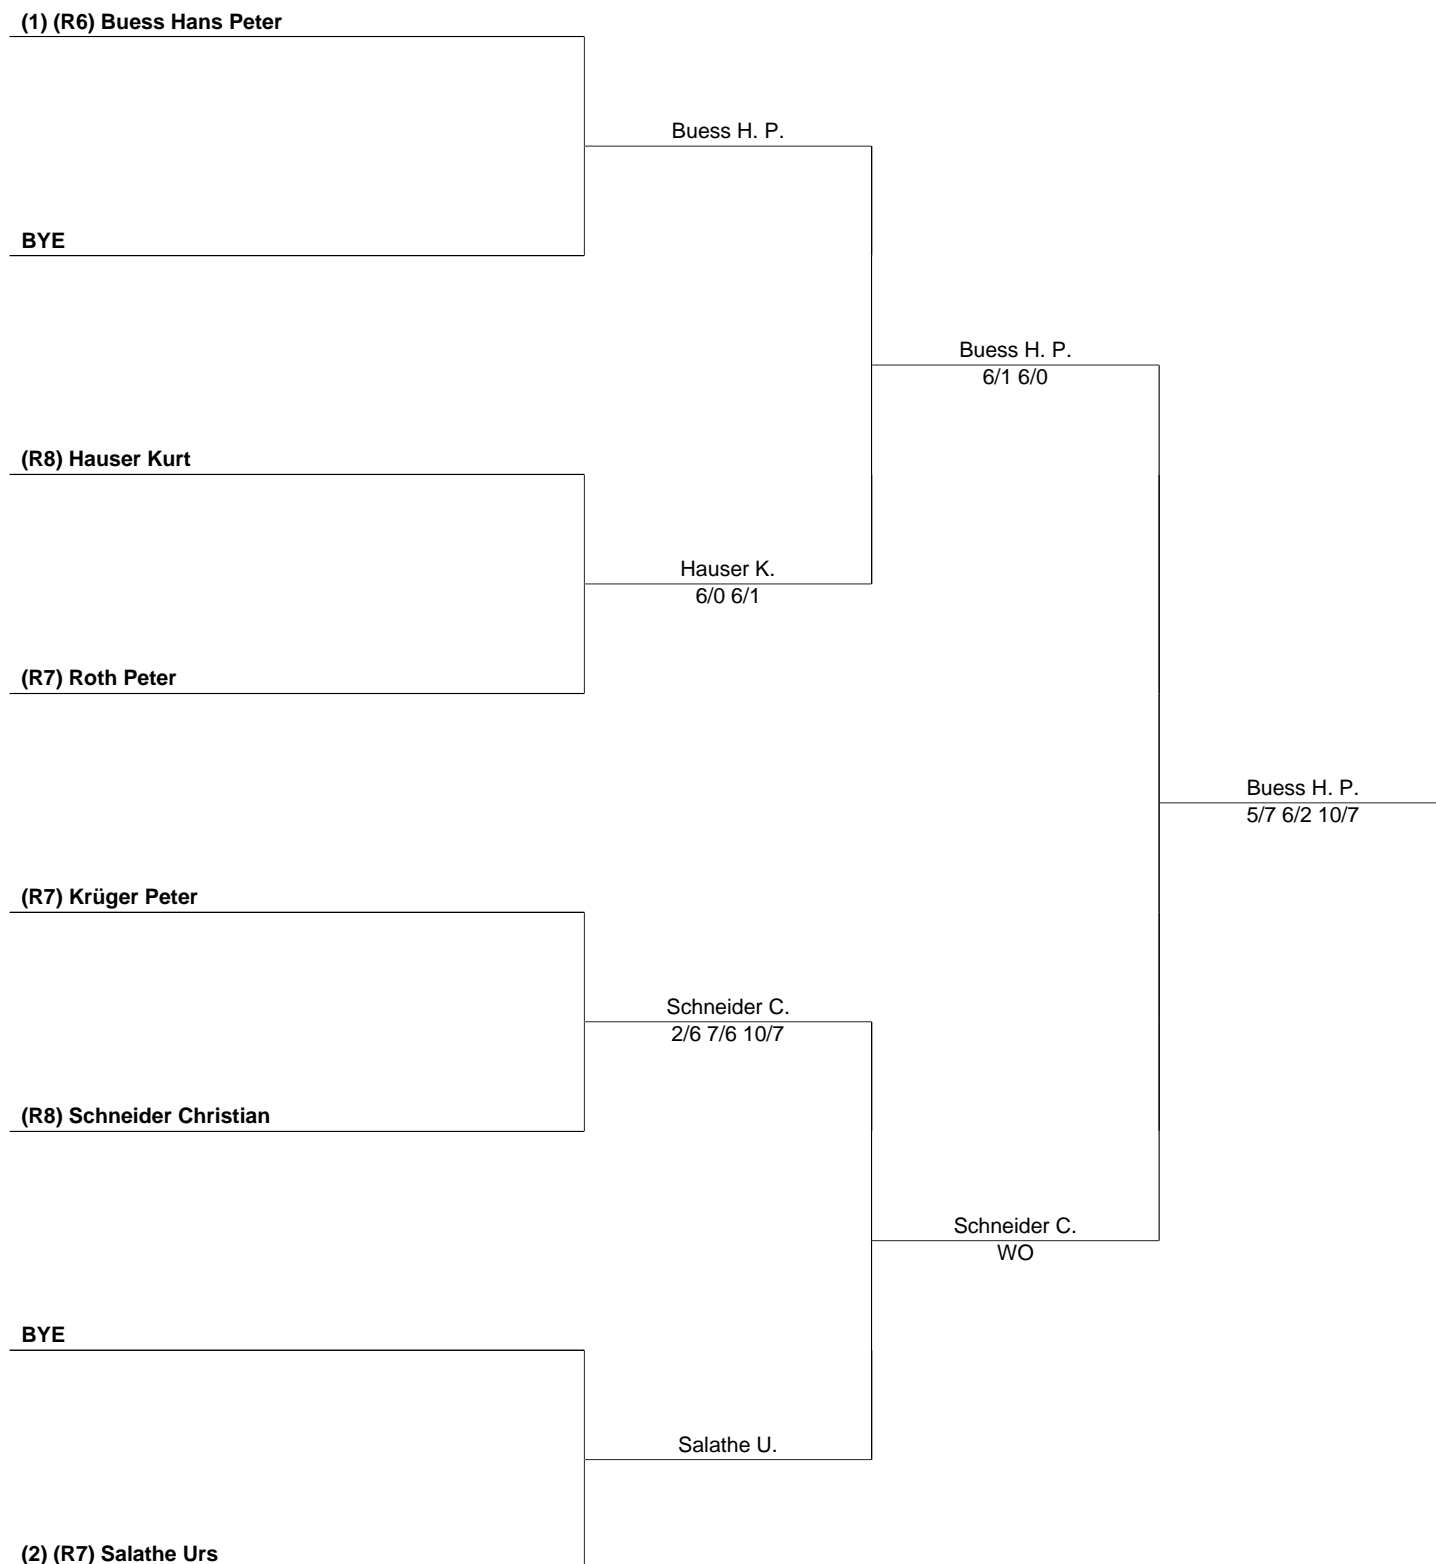 (1) (R6) Buess Hans Peter
Buess H. P.
BYE
Buess H. P.
6/1 6/0
(R8) Hauser Kurt
Hauser K.
6/0 6/1
(R7) Roth Peter
Buess H. P.
5/7 6/2 10/7
(R7) Krüger Peter
Schneider C.
2/6 7/6 10/7
(R8) Schneider Christian
Schneider C.
WO
BYE
Salathe U.
(2) (R7) Salathe Urs